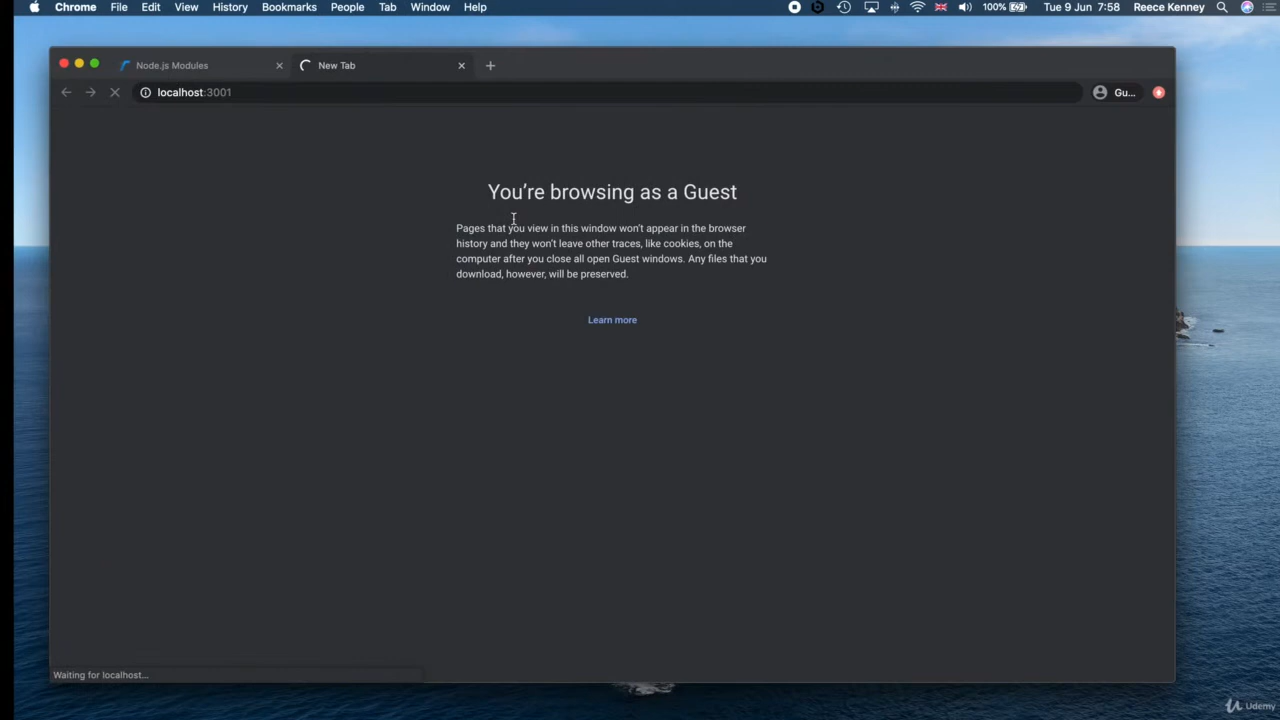 Chrome File Edit View History Bookmarks People Tab Window Help 100% Tue 9 Jun 7:58 Reece Kenney
Node.js Modules New Tab
localhost:3001 Gu...
You're browsing as a Guest
Pages that you view in this window won't appear in the browser
history and they won't leave other traces, like cookies, on the
computer after you close all open Guest windows. Any files that you
download, however, will be preserved.
Learn more
Waiting for localhost...
Udemy